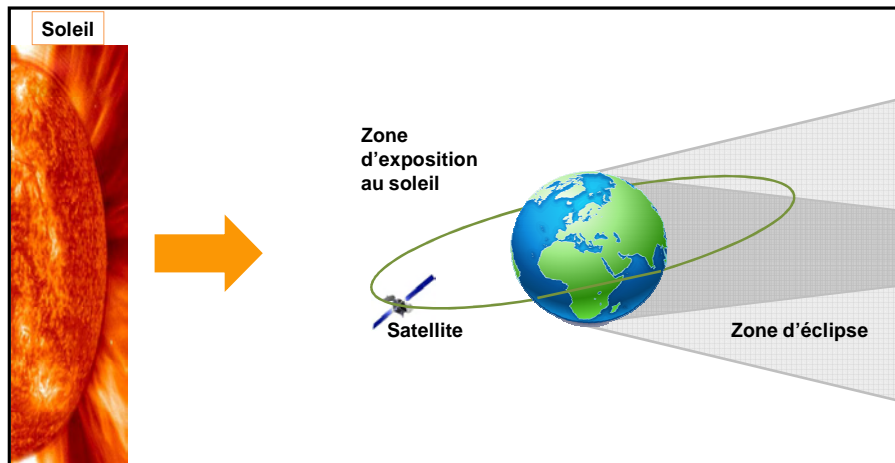 Soleil
Zone
d’exposition
au soleil
Satellite
Zone d’éclipse